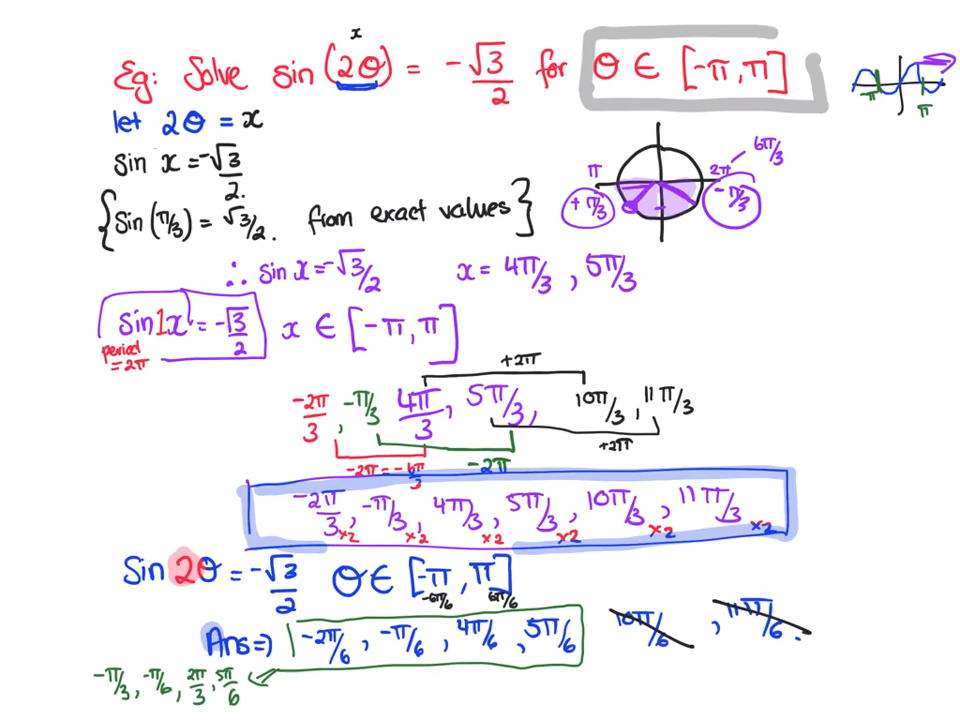 x
Eg: Solve sin (2θ) = -√3/2 for θ ∈ [-π, π]
-π π
let 2θ = x
sin x = -√3/2.
{Sin (π/3) = √3/2. from exact values}
π 2π 6π/3
+π/3 -π/3
∴ sin x = -√3/2 x = 4π/3, 5π/3
Sin 1x = -√3/2 x ∈ [-π, π]
period = 2π
+2π
-2π/3, -π/3 4π/3, 5π/3, 10π/3, 11π/3
+2π
-2π = -6π/3 -2π
-2π/3, -π/3, 4π/3, 5π/3, 10π/3, 11π/3
×2 ×2 ×2 ×2 ×2 ×2
Sin 2θ = -√3/2 θ ∈ [-π, π]
-6π/6 6π/6
Ans => -2π/6, -π/6, 4π/6, 5π/6 10π/6, 11π/6.
-π/3, -π/6, 2π/3, 5π/6